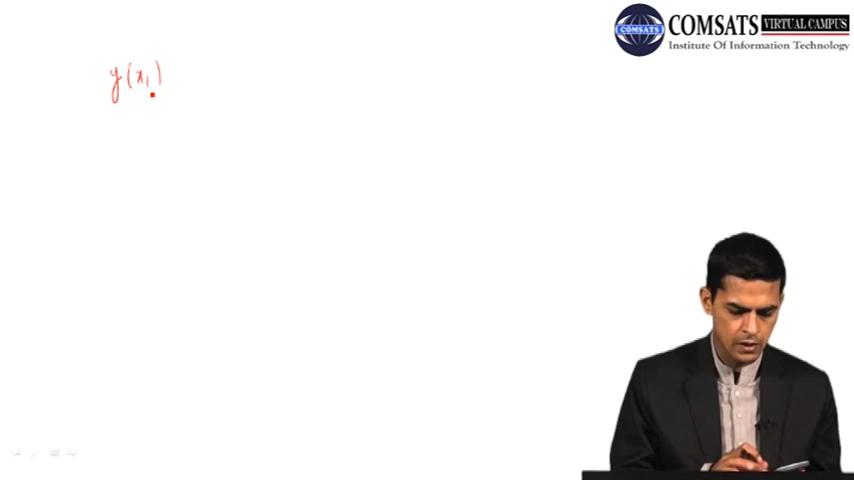 COMSATS VIRTUAL CAMPUS
Institute Of Information Technology
COMSATS
y(x₁)